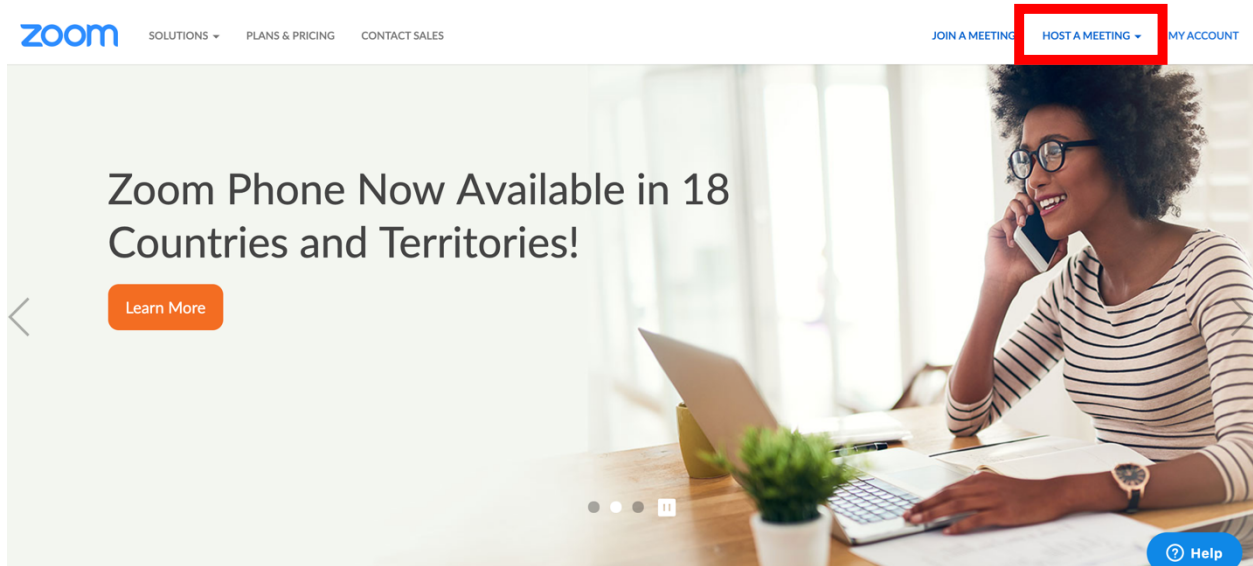 zoom SOLUTIONS PLANS & PRICING CONTACT SALES JOIN A MEETING HOST A MEETING MY ACCOUNT
Zoom Phone Now Available in 18
Countries and Territories!
Learn More
Help